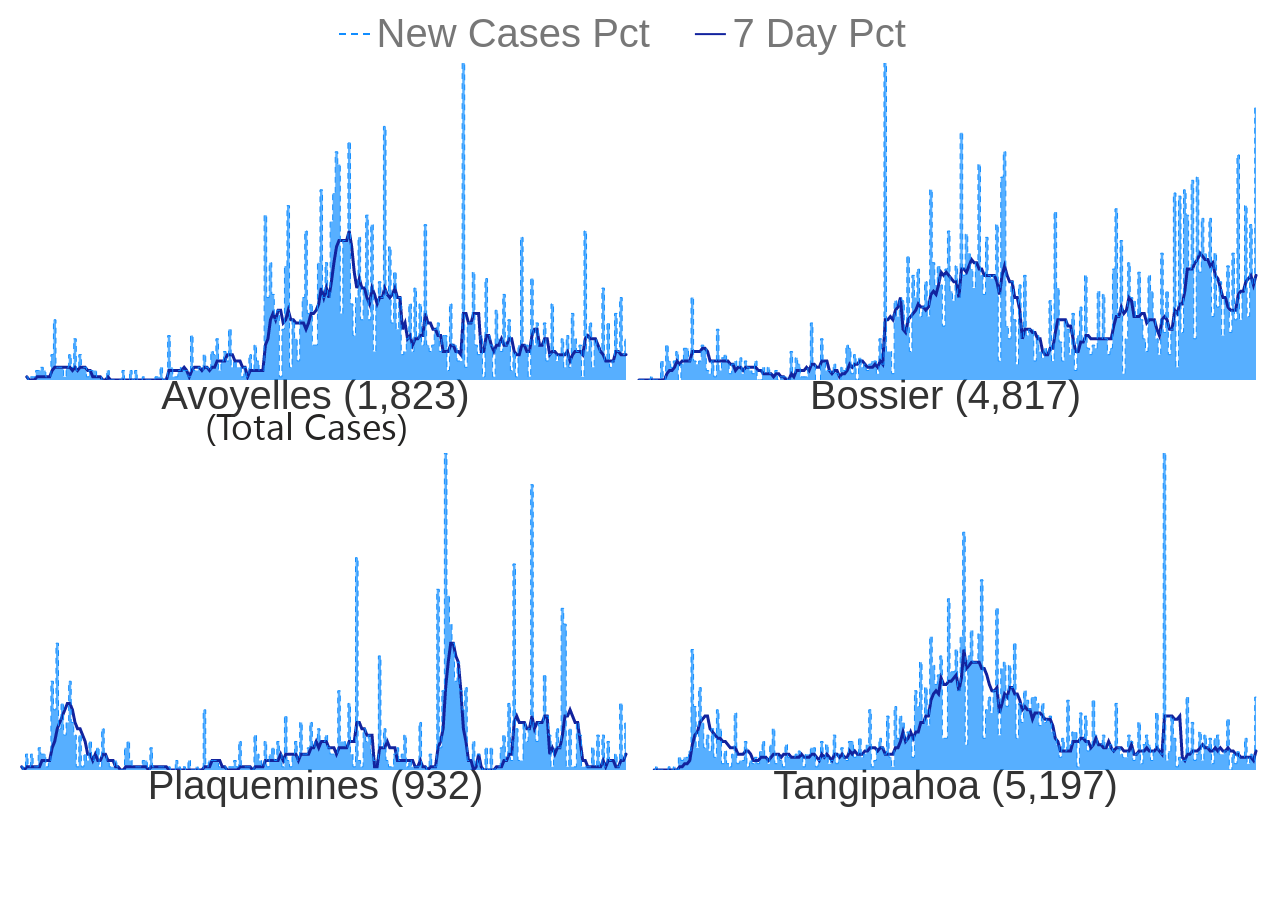 New Cases Pct 7 Day Pct
Avoyelles (1,823)
(Total Cases)
Bossier (4,817)
Plaquemines (932)
Tangipahoa (5,197)